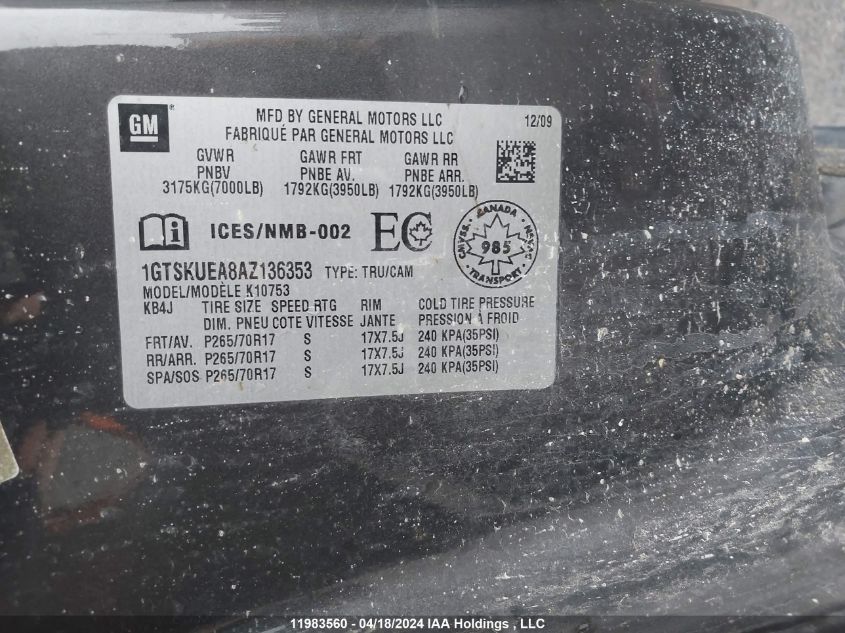 GM
MFD BY GENERAL MOTORS LLC 12/09
FABRIQUÉ PAR GENERAL MOTORS LLC
GVWR GAWR FRT GAWR RR
PNBV PNBE AV. PNBE ARR.
3175KG(7000LB) 1792KG(3950LB) 1792KG(3950LB)
ICES/NMB-002 EC
CANADA
985
TRANSPORT
1GTSKUEA8AZ136353 TYPE: TRU/CAM
MODEL/MODÈLE K10753
KB4J TIRE SIZE SPEED RTG RIM COLD TIRE PRESSURE
DIM. PNEU COTE VITESSE JANTE PRESSION À FROID
FRT/AV. P265/70R17 S 17X7.5J 240 KPA(35PSI)
RR/ARR. P265/70R17 S 17X7.5J 240 KPA(35PSI)
SPA/SOS P265/70R17 S 17X7.5J 240 KPA(35PSI)
11983560 - 04/18/2024 IAA Holdings , LLC